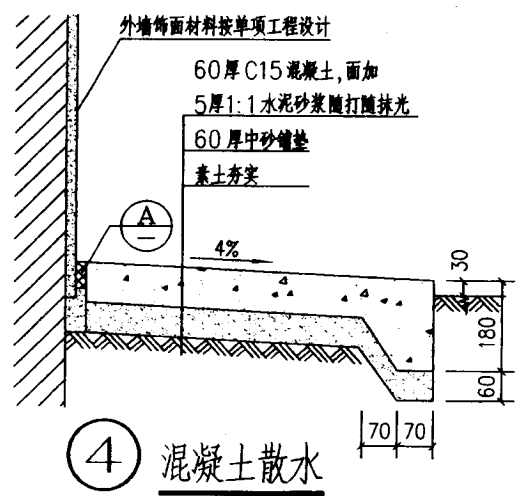 外墙饰面材料按单项工程设计
60厚C15混凝土,面加
5厚1:1水泥砂浆随打随抹光
60厚中砂铺垫
素土夯实
A
4%
30
180
60
70 70
4 混凝土散水